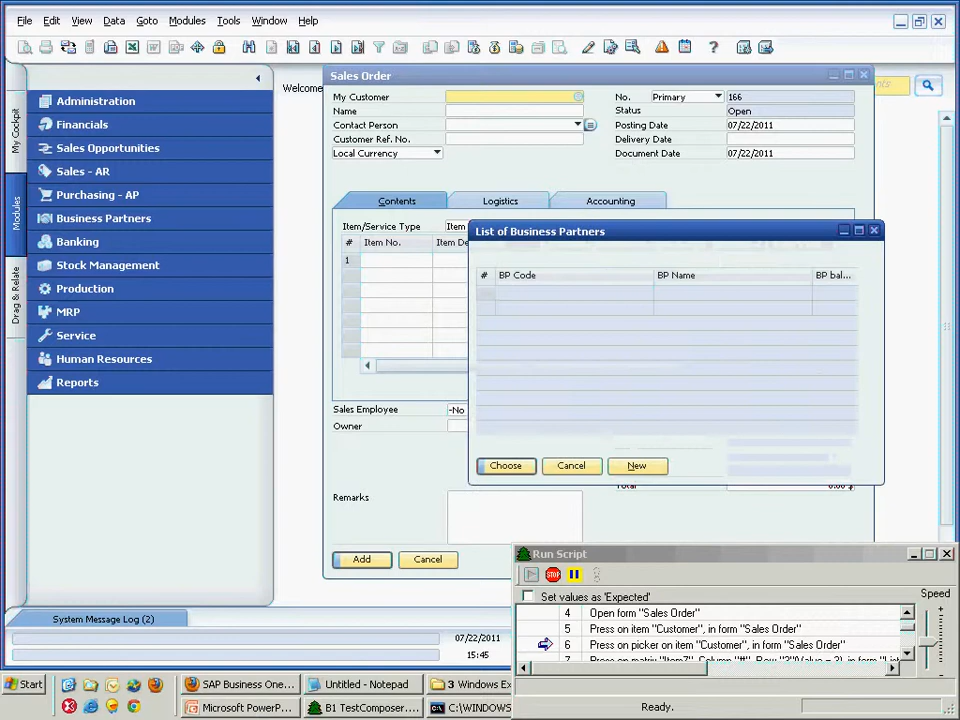 File Edit View Data Goto Modules Tools Window Help
Welcome
My Cockpit
Modules
Drag & Relate
Administration
Financials
Sales Opportunities
Sales - AR
Purchasing - AP
Business Partners
Banking
Stock Management
Production
MRP
Service
Human Resources
Reports
Sales Order
My Customer
Name
Contact Person
Customer Ref. No.
Local Currency
No. Primary 166
Status Open
Posting Date 07/22/2011
Delivery Date
Document Date 07/22/2011
Contents Logistics Accounting
Item/Service Type Item
# Item No. Item De
1
Sales Employee -No
Owner
Remarks
Add Cancel
List of Business Partners
# BP Code BP Name BP bal...
Choose Cancel New
Total 0.00 $
Run Script
STOP
Set values as 'Expected'
Speed
4 Open form "Sales Order"
5 Press on item "Customer", in form "Sales Order"
6 Press on picker on item "Customer", in form "Sales Order"
Ready.
System Message Log (2)
07/22/2011
15:45
Start SAP Business One... Untitled - Notepad 3 Windows Ex
Microsoft PowerP... B1 TestComposer... C:\WINDOWS